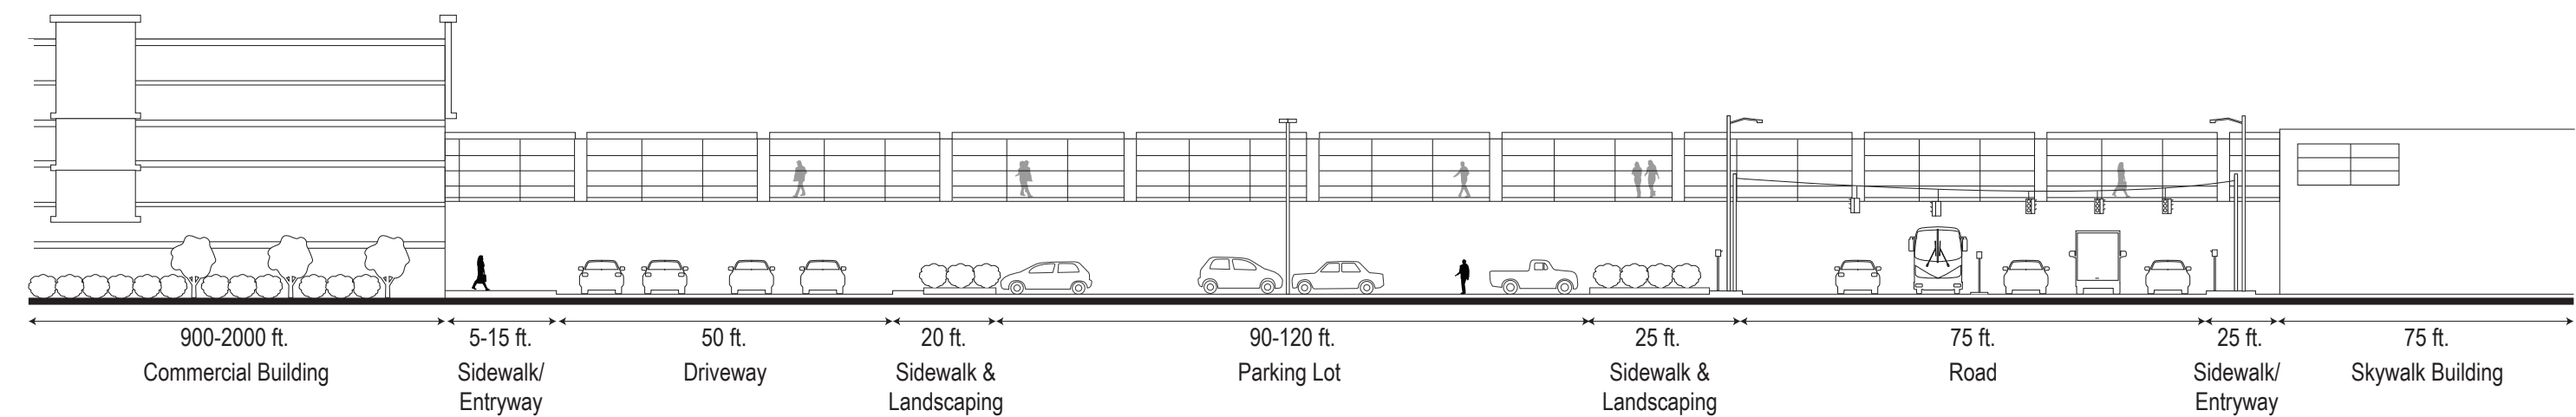 900-2000 ft.
Commercial Building
5-15 ft.
Sidewalk/
Entryway
50 ft.
Driveway
20 ft.
Sidewalk &
Landscaping
90-120 ft.
Parking Lot
25 ft.
Sidewalk &
Landscaping
75 ft.
Road
25 ft.
Sidewalk/
Entryway
75 ft.
Skywalk Building